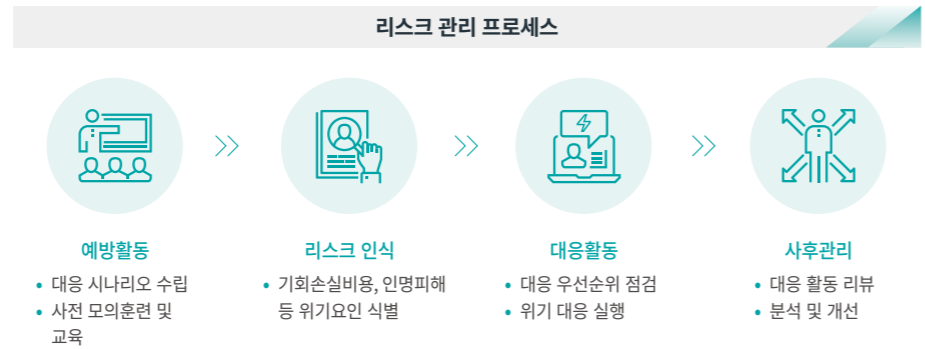 리스크 관리 프로세스
예방활동
• 대응 시나리오 수립
• 사전 모의훈련 및
교육
리스크 인식
• 기회손실비용, 인명피해
등 위기요인 식별
대응활동
• 대응 우선순위 점검
• 위기 대응 실행
사후관리
• 대응 활동 리뷰
• 분석 및 개선